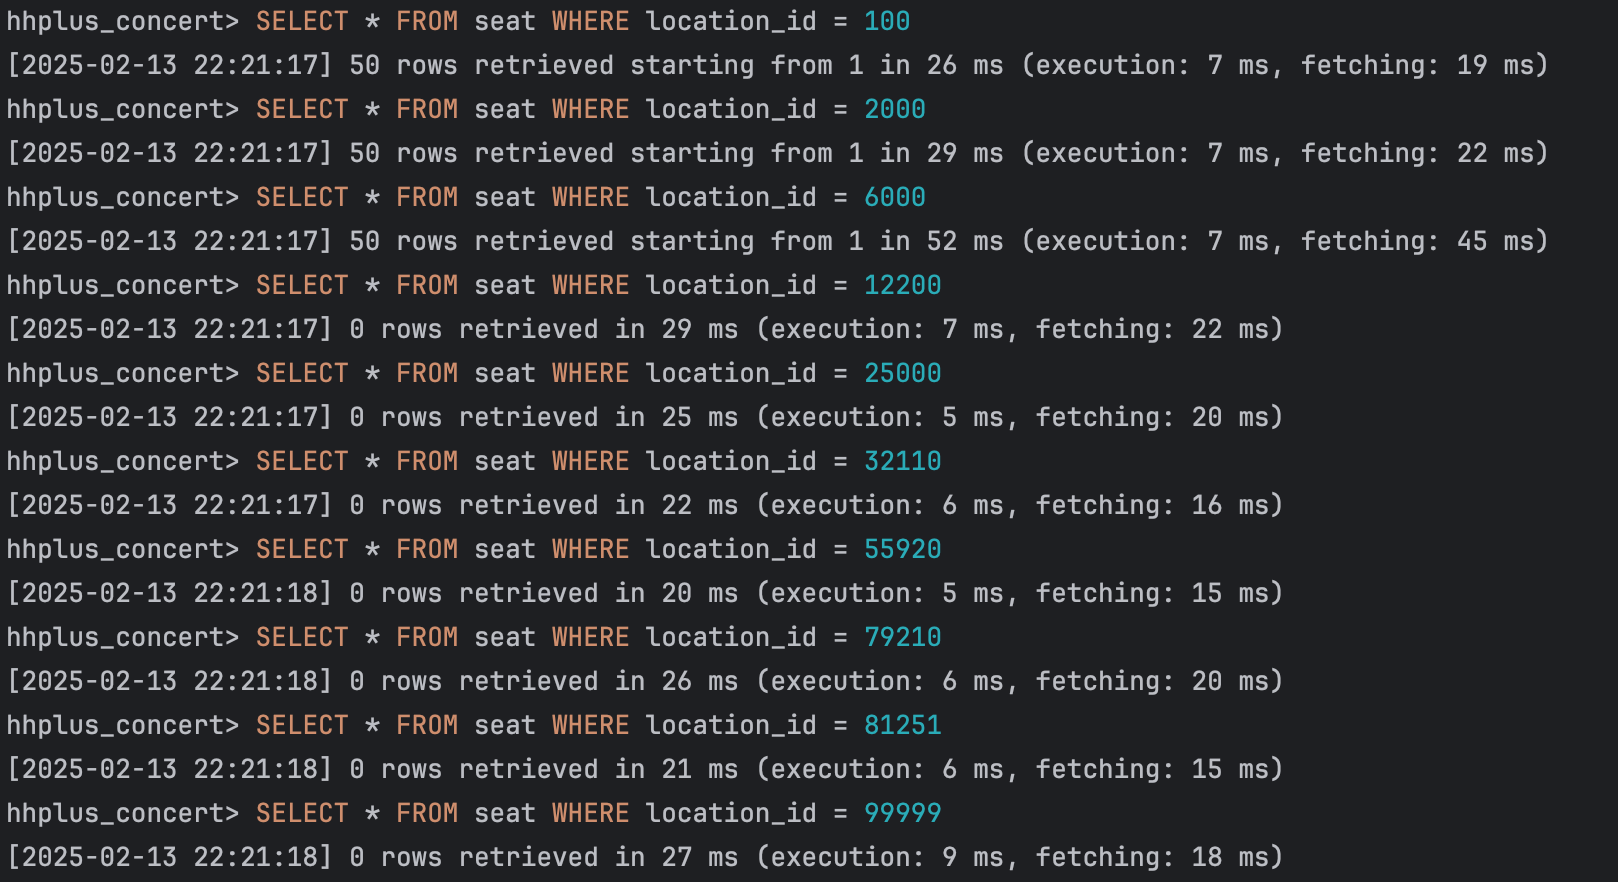 hhplus_concert> SELECT * FROM seat WHERE location_id = 100
[2025-02-13 22:21:17] 50 rows retrieved starting from 1 in 26 ms (execution: 7 ms, fetching: 19 ms)
hhplus_concert> SELECT * FROM seat WHERE location_id = 2000
[2025-02-13 22:21:17] 50 rows retrieved starting from 1 in 29 ms (execution: 7 ms, fetching: 22 ms)
hhplus_concert> SELECT * FROM seat WHERE location_id = 6000
[2025-02-13 22:21:17] 50 rows retrieved starting from 1 in 52 ms (execution: 7 ms, fetching: 45 ms)
hhplus_concert> SELECT * FROM seat WHERE location_id = 12200
[2025-02-13 22:21:17] 0 rows retrieved in 29 ms (execution: 7 ms, fetching: 22 ms)
hhplus_concert> SELECT * FROM seat WHERE location_id = 25000
[2025-02-13 22:21:17] 0 rows retrieved in 25 ms (execution: 5 ms, fetching: 20 ms)
hhplus_concert> SELECT * FROM seat WHERE location_id = 32110
[2025-02-13 22:21:17] 0 rows retrieved in 22 ms (execution: 6 ms, fetching: 16 ms)
hhplus_concert> SELECT * FROM seat WHERE location_id = 55920
[2025-02-13 22:21:18] 0 rows retrieved in 20 ms (execution: 5 ms, fetching: 15 ms)
hhplus_concert> SELECT * FROM seat WHERE location_id = 79210
[2025-02-13 22:21:18] 0 rows retrieved in 26 ms (execution: 6 ms, fetching: 20 ms)
hhplus_concert> SELECT * FROM seat WHERE location_id = 81251
[2025-02-13 22:21:18] 0 rows retrieved in 21 ms (execution: 6 ms, fetching: 15 ms)
hhplus_concert> SELECT * FROM seat WHERE location_id = 99999
[2025-02-13 22:21:18] 0 rows retrieved in 27 ms (execution: 9 ms, fetching: 18 ms)